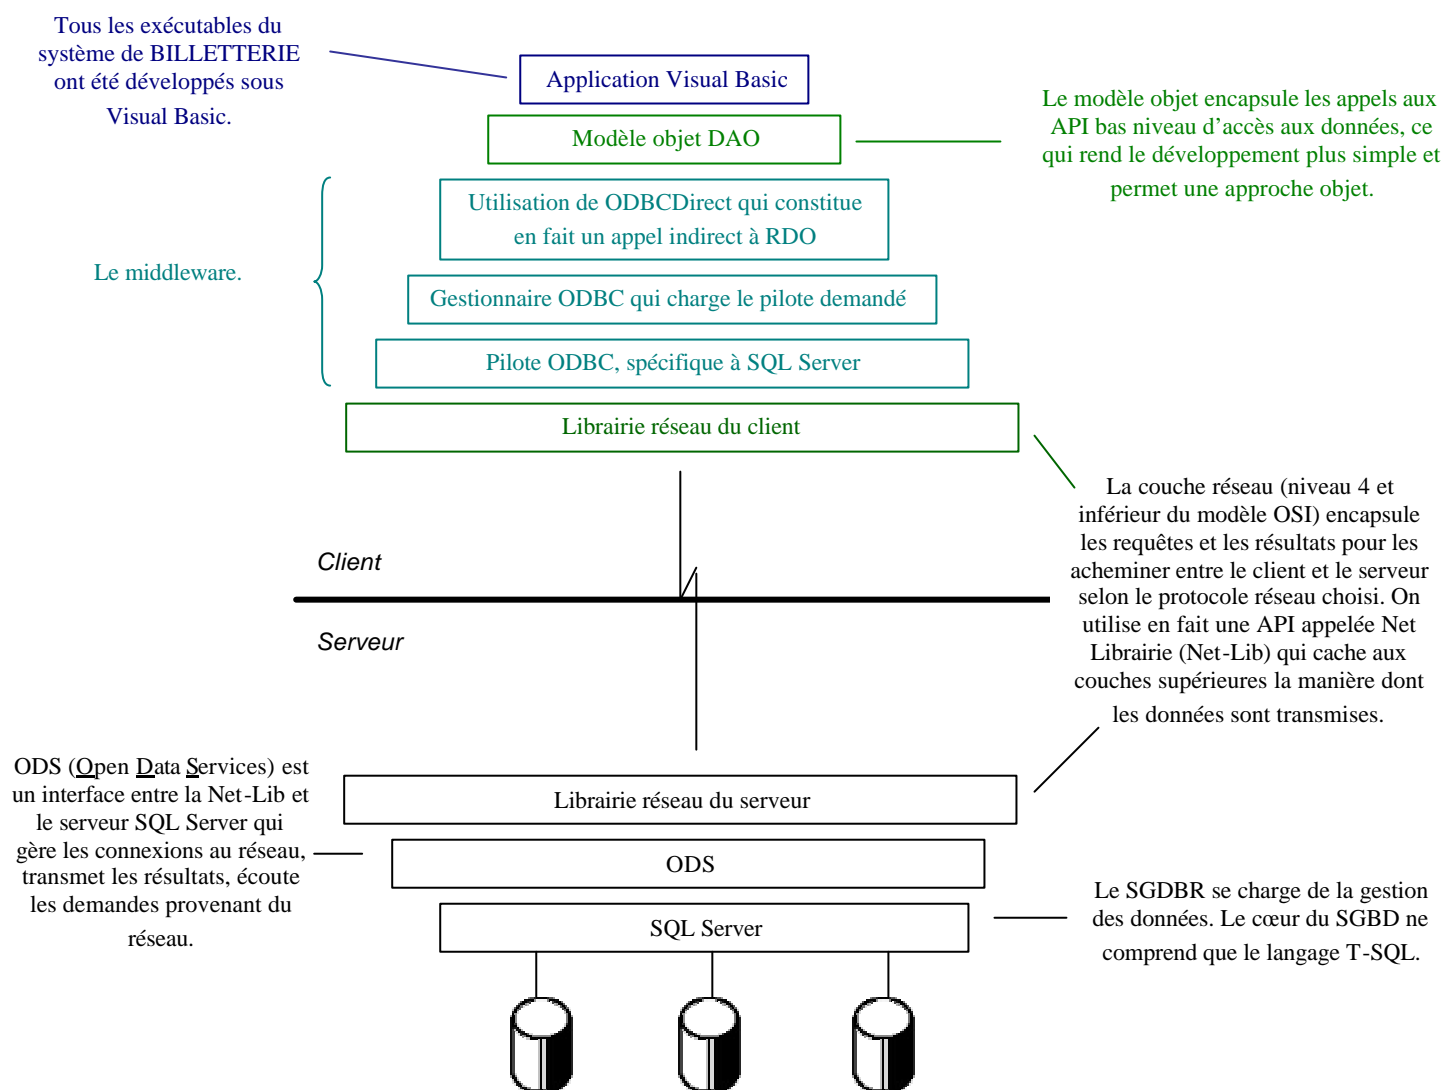 Tous les exécutables du
système de BILLETTERIE
ont été développés sous
Visual Basic.
Application Visual Basic
Modèle objet DAO
Le modèle objet encapsule les appels aux
API bas niveau d’accès aux données, ce
qui rend le développement plus simple et
permet une approche objet.
Utilisation de ODBCDirect qui constitue
en fait un appel indirect à RDO
Le middleware.
Gestionnaire ODBC qui charge le pilote demandé
Pilote ODBC, spécifique à SQL Server
Librairie réseau du client
La couche réseau (niveau 4 et
inférieur du modèle OSI) encapsule
les requêtes et les résultats pour les
acheminer entre le client et le serveur
selon le protocole réseau choisi. On
utilise en fait une API appelée Net
Librairie (Net-Lib) qui cache aux
couches supérieures la manière dont
les données sont transmises.
Client
Serveur
ODS (Open Data Services) est
un interface entre la Net-Lib et
le serveur SQL Server qui
gère les connexions au réseau,
transmet les résultats, écoute
les demandes provenant du
réseau.
Librairie réseau du serveur
ODS
SQL Server
Le SGDBR se charge de la gestion
des données. Le cœur du SGBD ne
comprend que le langage T-SQL.